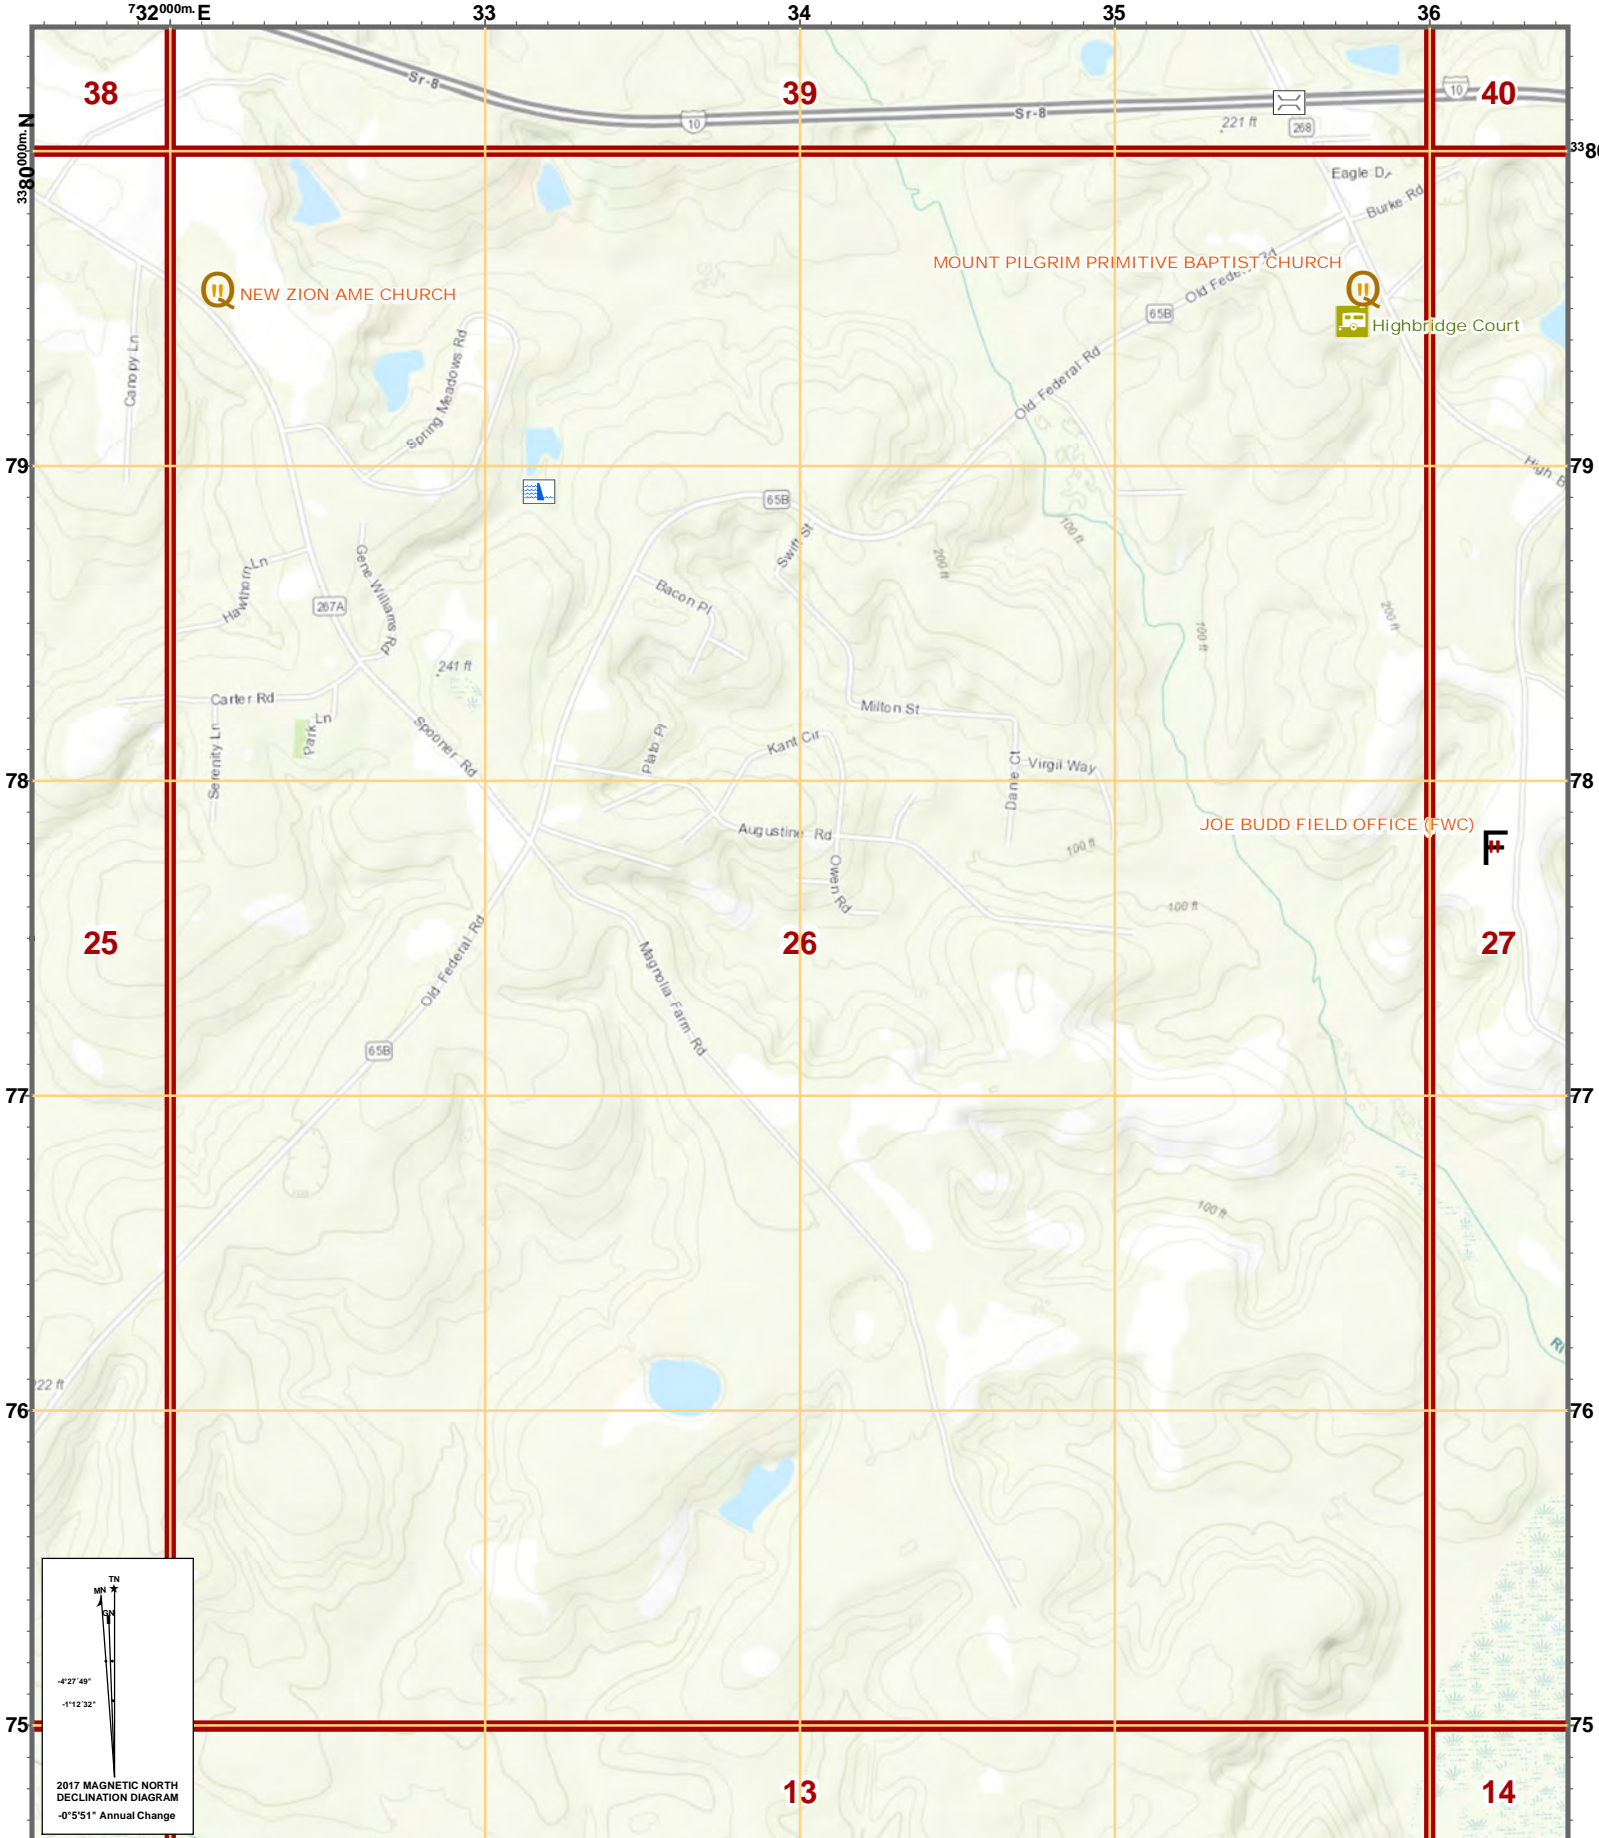 732000m. E
33
34
35
36
38
39
40
Sr-8
10
Sr-8
10
221 ft
268
3380000m. N
3380
Eagle Dr
Burke Rd
MOUNT PILGRIM PRIMITIVE BAPTIST CHURCH
Old Federal Rd
NEW ZION AME CHURCH
65B
Highbridge Court
Canopy Ln
Spring Meadows Rd
Old Federal Rd
79
79
High B
65B
Swift St
100 ft
200 ft
Hawthorn Ln
Gene Williams Rd
Bacon Pl
267A
200 ft
100 ft
241 ft
Carter Rd
Milton St
Park Ln
Serenity Ln
Spooner Rd
Plato Pl
Kant Cir
Dante Ct
Virgil Way
78
78
Augustine Rd
JOE BUDD FIELD OFFICE (FWC)
F
100 ft
Owen Rd
100 ft
Old Federal Rd
25
26
27
Magnolia Farm Rd
65B
77
77
100 ft
Ri
22 ft
76
76
TN
MN
GN
-4°27'49"
-1°12'32"
75
75
2017 MAGNETIC NORTH
DECLINATION DIAGRAM
-0°5'51" Annual Change
13
14